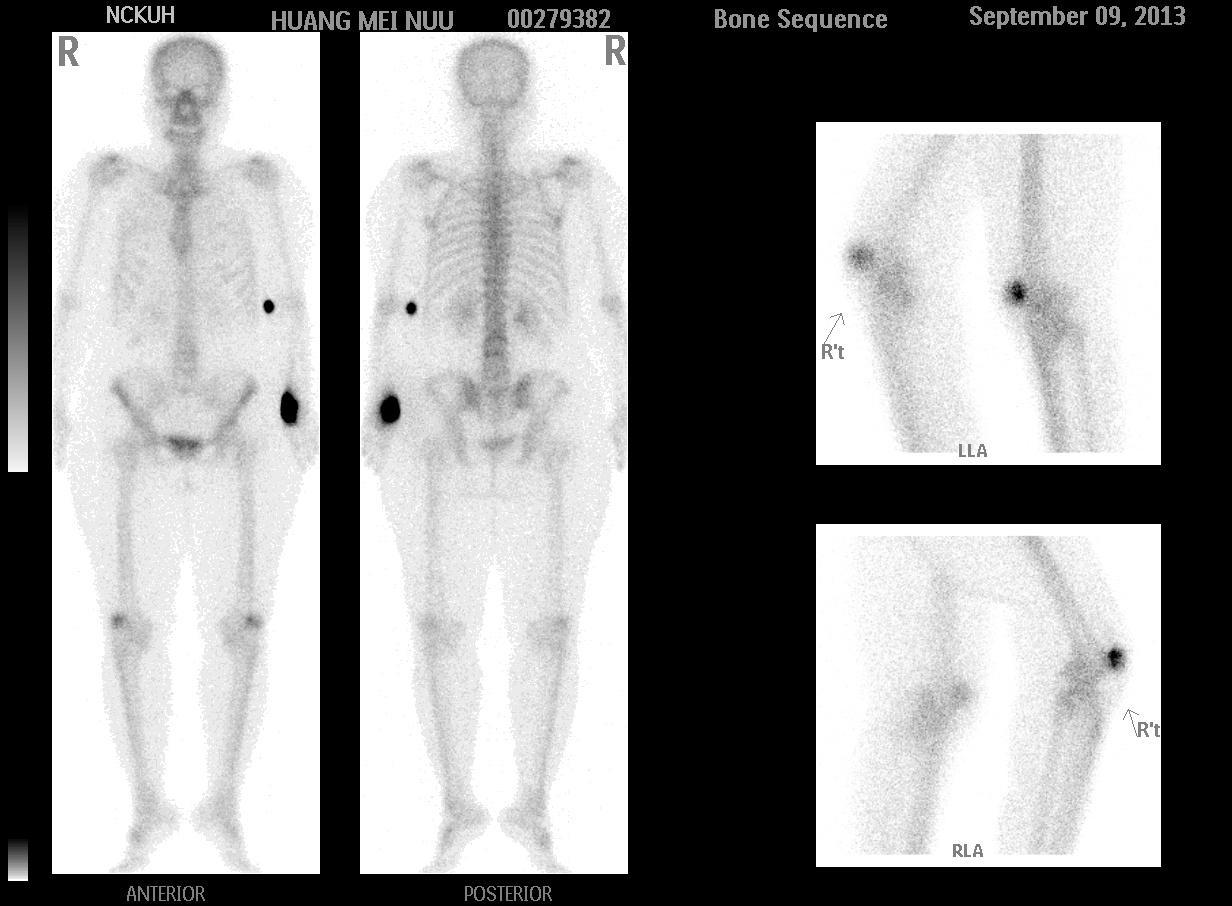 NCKUH HUANG MEI NUU 00279382 Bone Sequence September 09, 2013
R R
R't
LLA
R't
RLA
ANTERIOR POSTERIOR